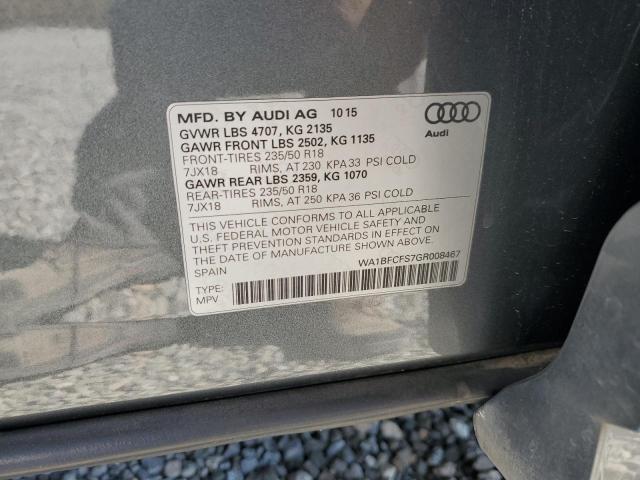 MFD. BY AUDI AG 10 15
GVWR LBS 4707, KG 2135
GAWR FRONT LBS 2502, KG 1135
FRONT-TIRES 235/50 R18
7JX18 RIMS, AT 230 KPA 33 PSI COLD
GAWR REAR LBS 2359, KG 1070
REAR-TIRES 235/50 R18
7JX18 RIMS, AT 250 KPA 36 PSI COLD
Audi
THIS VEHICLE CONFORMS TO ALL APPLICABLE
U.S. FEDERAL MOTOR VEHICLE SAFETY AND
THEFT PREVENTION STANDARDS IN EFFECT ON
THE DATE OF MANUFACTURE SHOWN ABOVE.
SPAIN
WA1BFCFS7GR008467
TYPE:
MPV